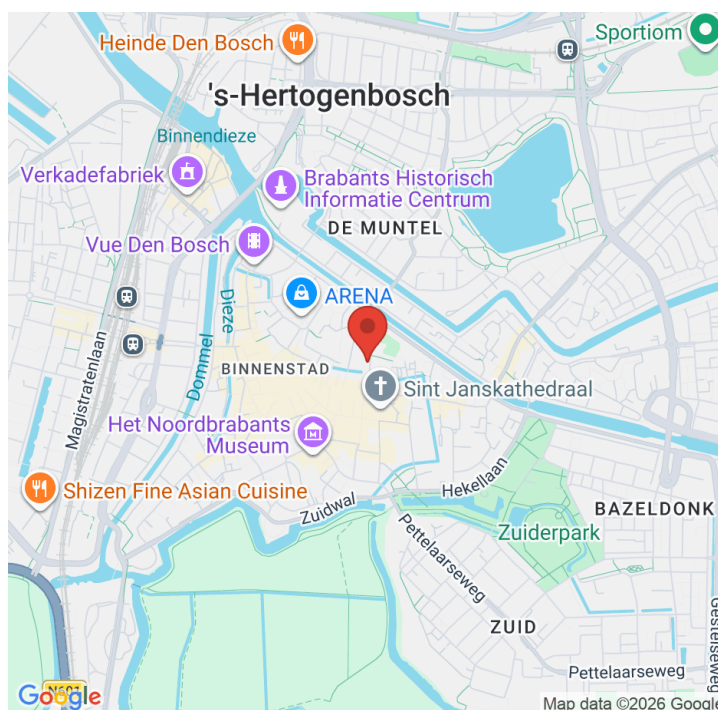 Heinde Den Bosch
Sportiom
's-Hertogenbosch
Binnendieze
Verkadefabriek
Brabants Historisch
Informatie Centrum
DE MUNTEL
Vue Den Bosch
Dieze
ARENA
Dommel
Magistratenlaan
BINNENSTAD
Sint Janskathedraal
Het Noordbrabants
Museum
Shizen Fine Asian Cuisine
Zuidwal
Hekellaan
BAZELDONK
Zuiderpark
Pettelaarseweg
ZUID
Gestelseweg
Pettelaarseweg
Google
Map data ©2026 Google